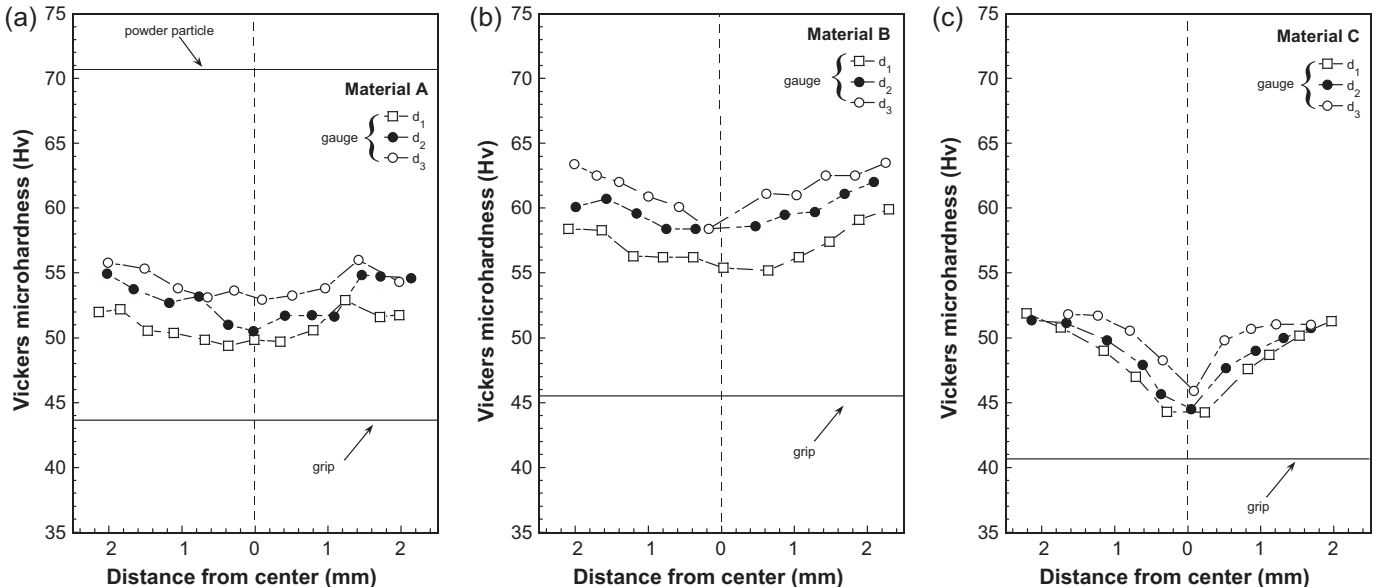 (a)
75
70
65
60
55
50
45
40
35
Vickers microhardness (Hv)
powder particle
Material A
gauge
d1
d2
d3
grip
2 1 0 1 2
Distance from center (mm)
(b)
75
70
65
60
55
50
45
40
35
Vickers microhardness (Hv)
Material B
gauge
d1
d2
d3
grip
2 1 0 1 2
Distance from center (mm)
(c)
75
70
65
60
55
50
45
40
35
Vickers microhardness (Hv)
Material C
gauge
d1
d2
d3
grip
2 1 0 1 2
Distance from center (mm)